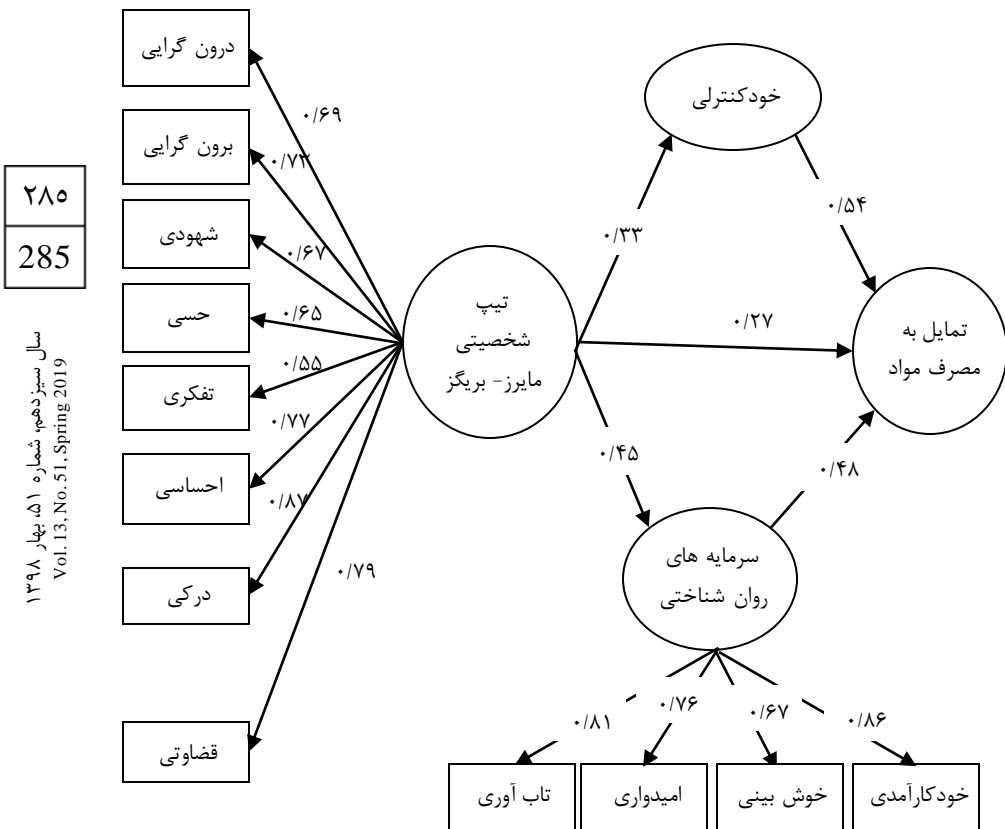 درون گرایی
برون گرایی
شهودی
حسی
تفکری
احساسی
درکی
قضاوتی
۰/۶۹
۰/۷۳
۰/۶۷
۰/۶۵
۰/۵۵
۰/۷۷
۰/۸۷
۰/۷۹
تیپ
شخصیتی
مایرز- بریگز
خودکنترلی
۰/۳۳
۰/۵۴
۰/۲۷
تمایل به
مصرف مواد
۰/۴۵
۰/۴۸
سرمایه های
روان شناختی
۰/۸۱
۰/۷۶
۰/۶۷
۰/۸۶
تاب آوری
امیدواری
خوش بینی
خودکارآمدی
۲۸۵
285
سال سیزدهم، شماره ۵۱، بهار ۱۳۹۸
Vol. 13, No. 51, Spring 2019